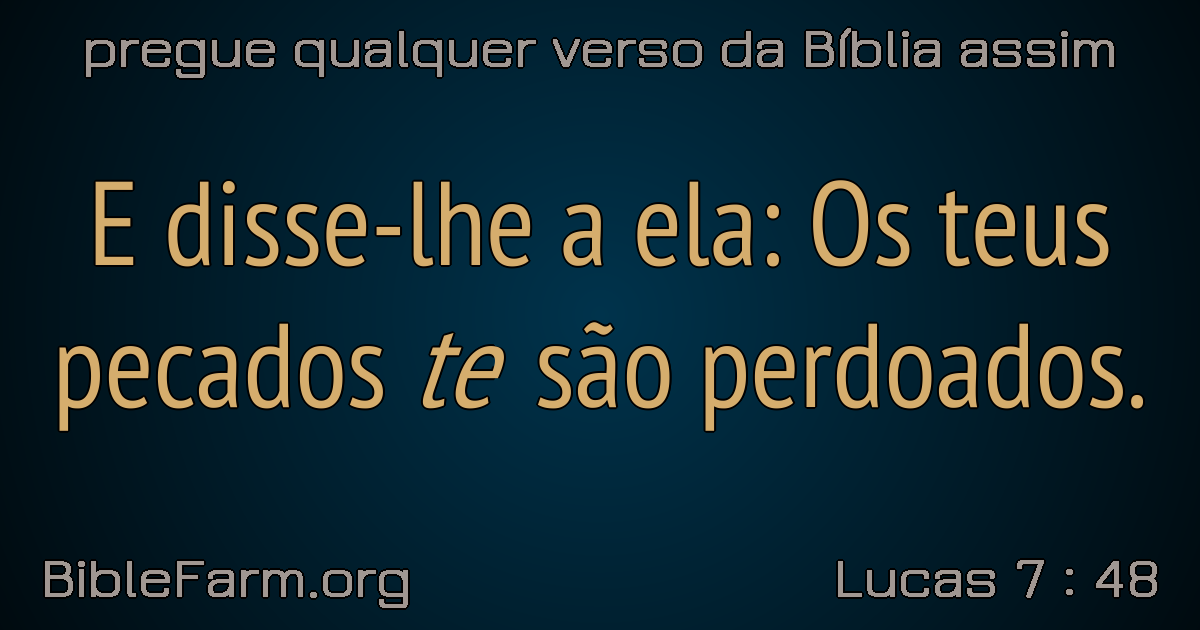 pregue qualquer verso da Bíblia assim
E disse-lhe a ela: Os teus
pecados te são perdoados.
BibleFarm.org
Lucas 7 : 48